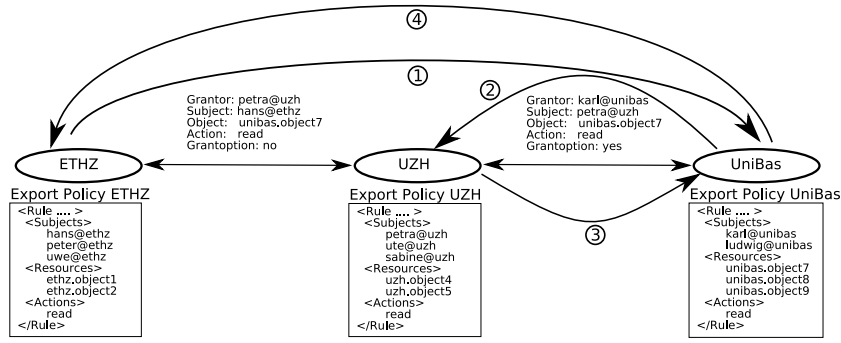 ④
①
②
Grantor: petra@uzh
Subject: hans@ethz
Object: unibas.object7
Action: read
Grantoption: no
Grantor: karl@unibas
Subject: petra@uzh
Object: unibas.object7
Action: read
Grantoption: yes
ETHZ
UZH
UniBas
③
Export Policy ETHZ
<Rule .... >
<Subjects>
hans@ethz
peter@ethz
uwe@ethz
<Resources>
ethz.object1
ethz.object2
<Actions>
read
</Rule>
Export Policy UZH
<Rule .... >
<Subjects>
petra@uzh
ute@uzh
sabine@uzh
<Resources>
uzh.object4
uzh.object5
<Actions>
read
</Rule>
Export Policy UniBas
<Rule .... >
<Subjects>
karl@unibas
ludwig@unibas
<Resources>
unibas.object7
unibas.object8
unibas.object9
<Actions>
read
</Rule>